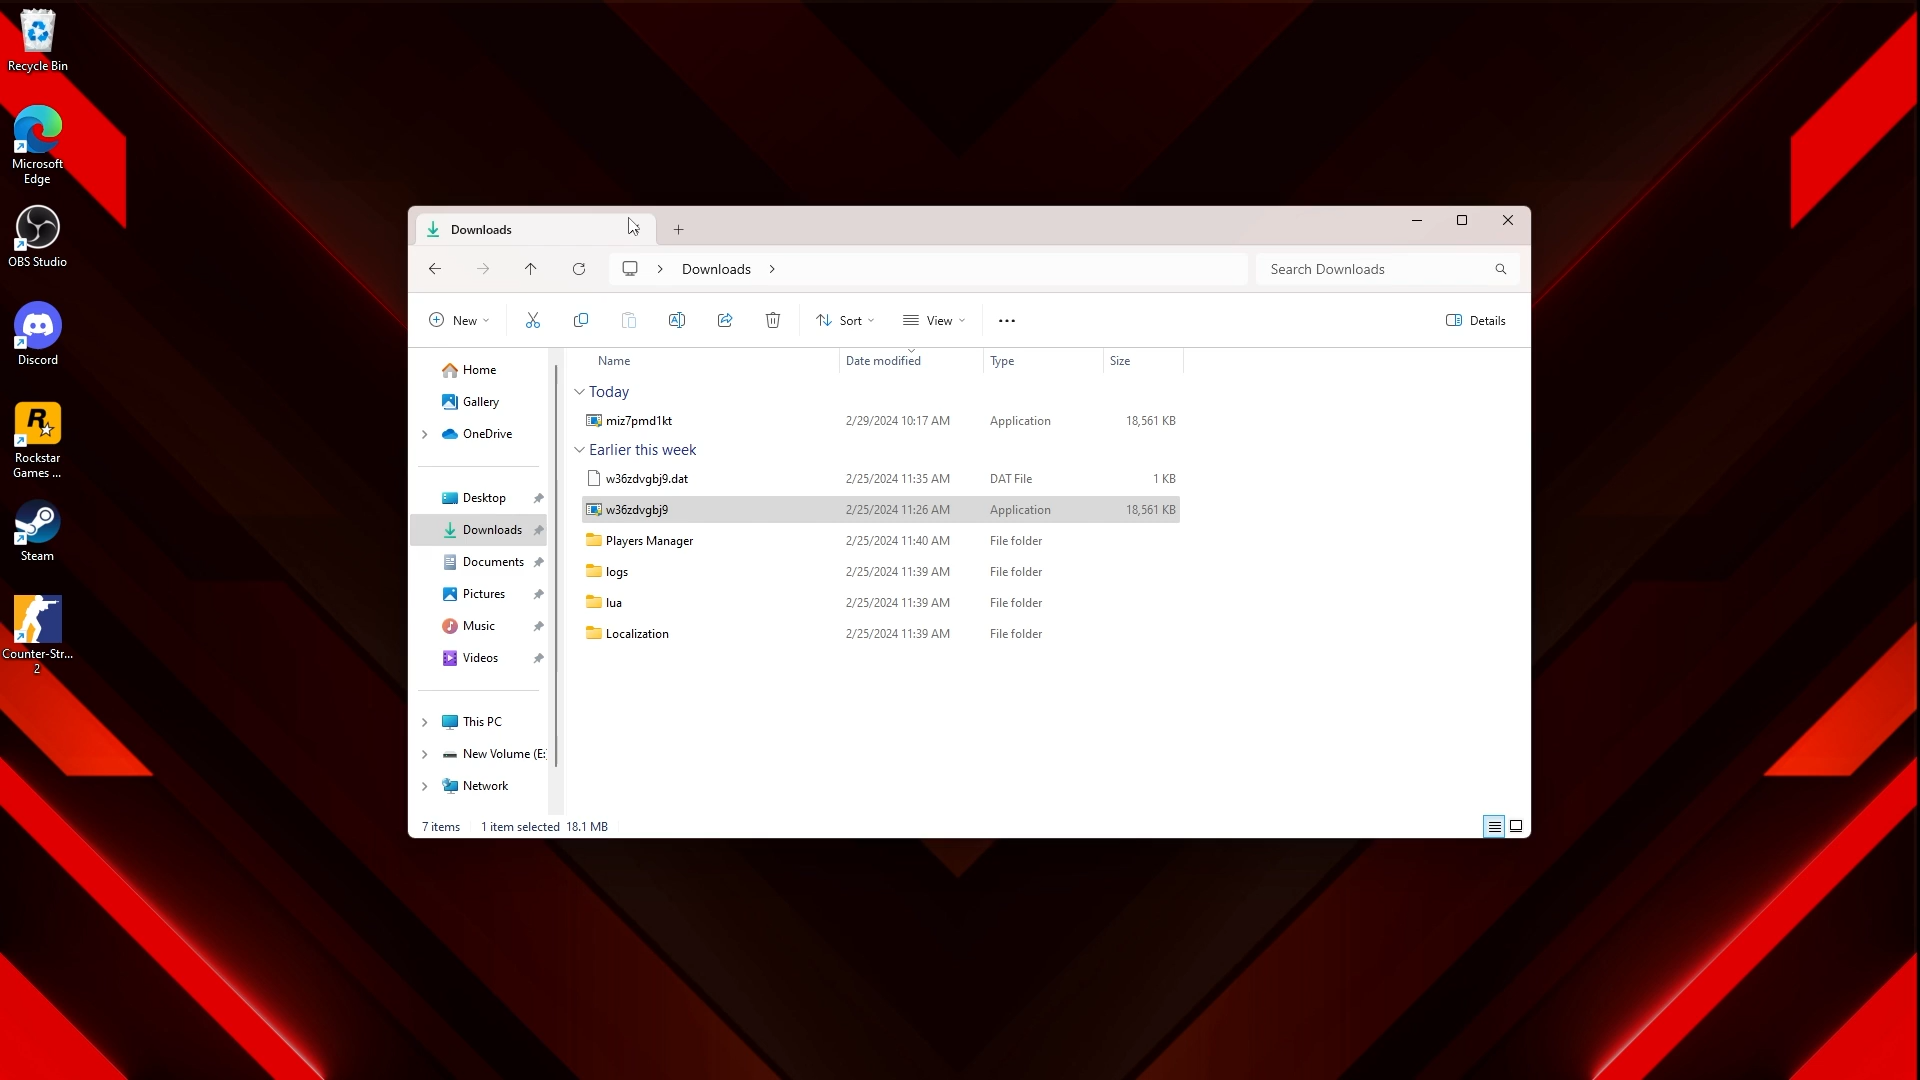 Recycle Bin
Microsoft
Edge
OBS Studio
Discord
Rockstar
Games ...
Steam
Counter-Str...
2
Downloads
Downloads
Search Downloads
New
Sort
View
Details
Home
Gallery
OneDrive
Desktop
Downloads
Documents
Pictures
Music
Videos
This PC
New Volume (E:
Network
Name Date modified Type Size
Today
miz7pmd1kt 2/29/2024 10:17 AM Application 18,561 KB
Earlier this week
w36zdvgbj9.dat 2/25/2024 11:35 AM DAT File 1 KB
w36zdvgbj9 2/25/2024 11:26 AM Application 18,561 KB
Players Manager 2/25/2024 11:40 AM File folder
logs 2/25/2024 11:39 AM File folder
lua 2/25/2024 11:39 AM File folder
Localization 2/25/2024 11:39 AM File folder
7 items 1 item selected 18.1 MB